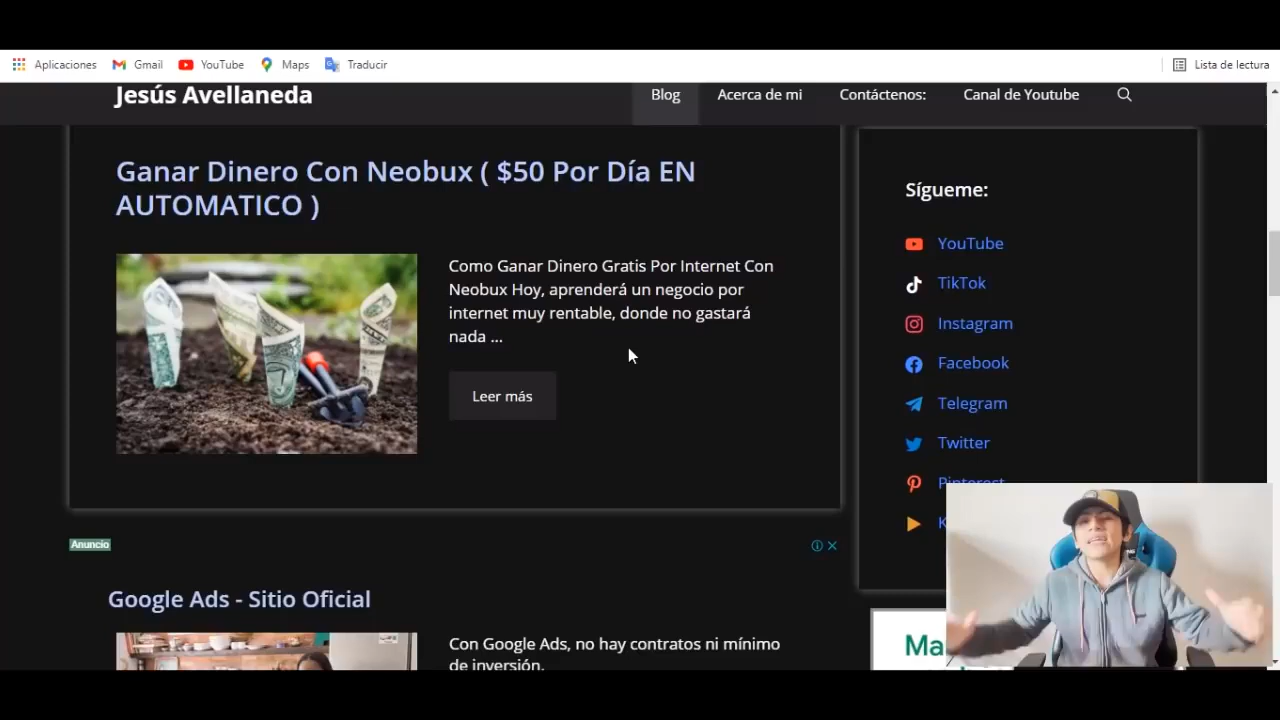 Aplicaciones
Gmail
YouTube
Maps
Traducir
Lista de lectura
Jesús Avellaneda
Blog
Acerca de mi
Contáctenos:
Canal de Youtube
Ganar Dinero Con Neobux ( $50 Por Día EN
AUTOMATICO )
Como Ganar Dinero Gratis Por Internet Con
Neobux Hoy, aprenderá un negocio por
internet muy rentable, donde no gastará
nada ...
Leer más
Sígueme:
YouTube
TikTok
Instagram
Facebook
Telegram
Twitter
Pinterest
Anuncio
Google Ads - Sitio Oficial
Con Google Ads, no hay contratos ni mínimo
de inversión.